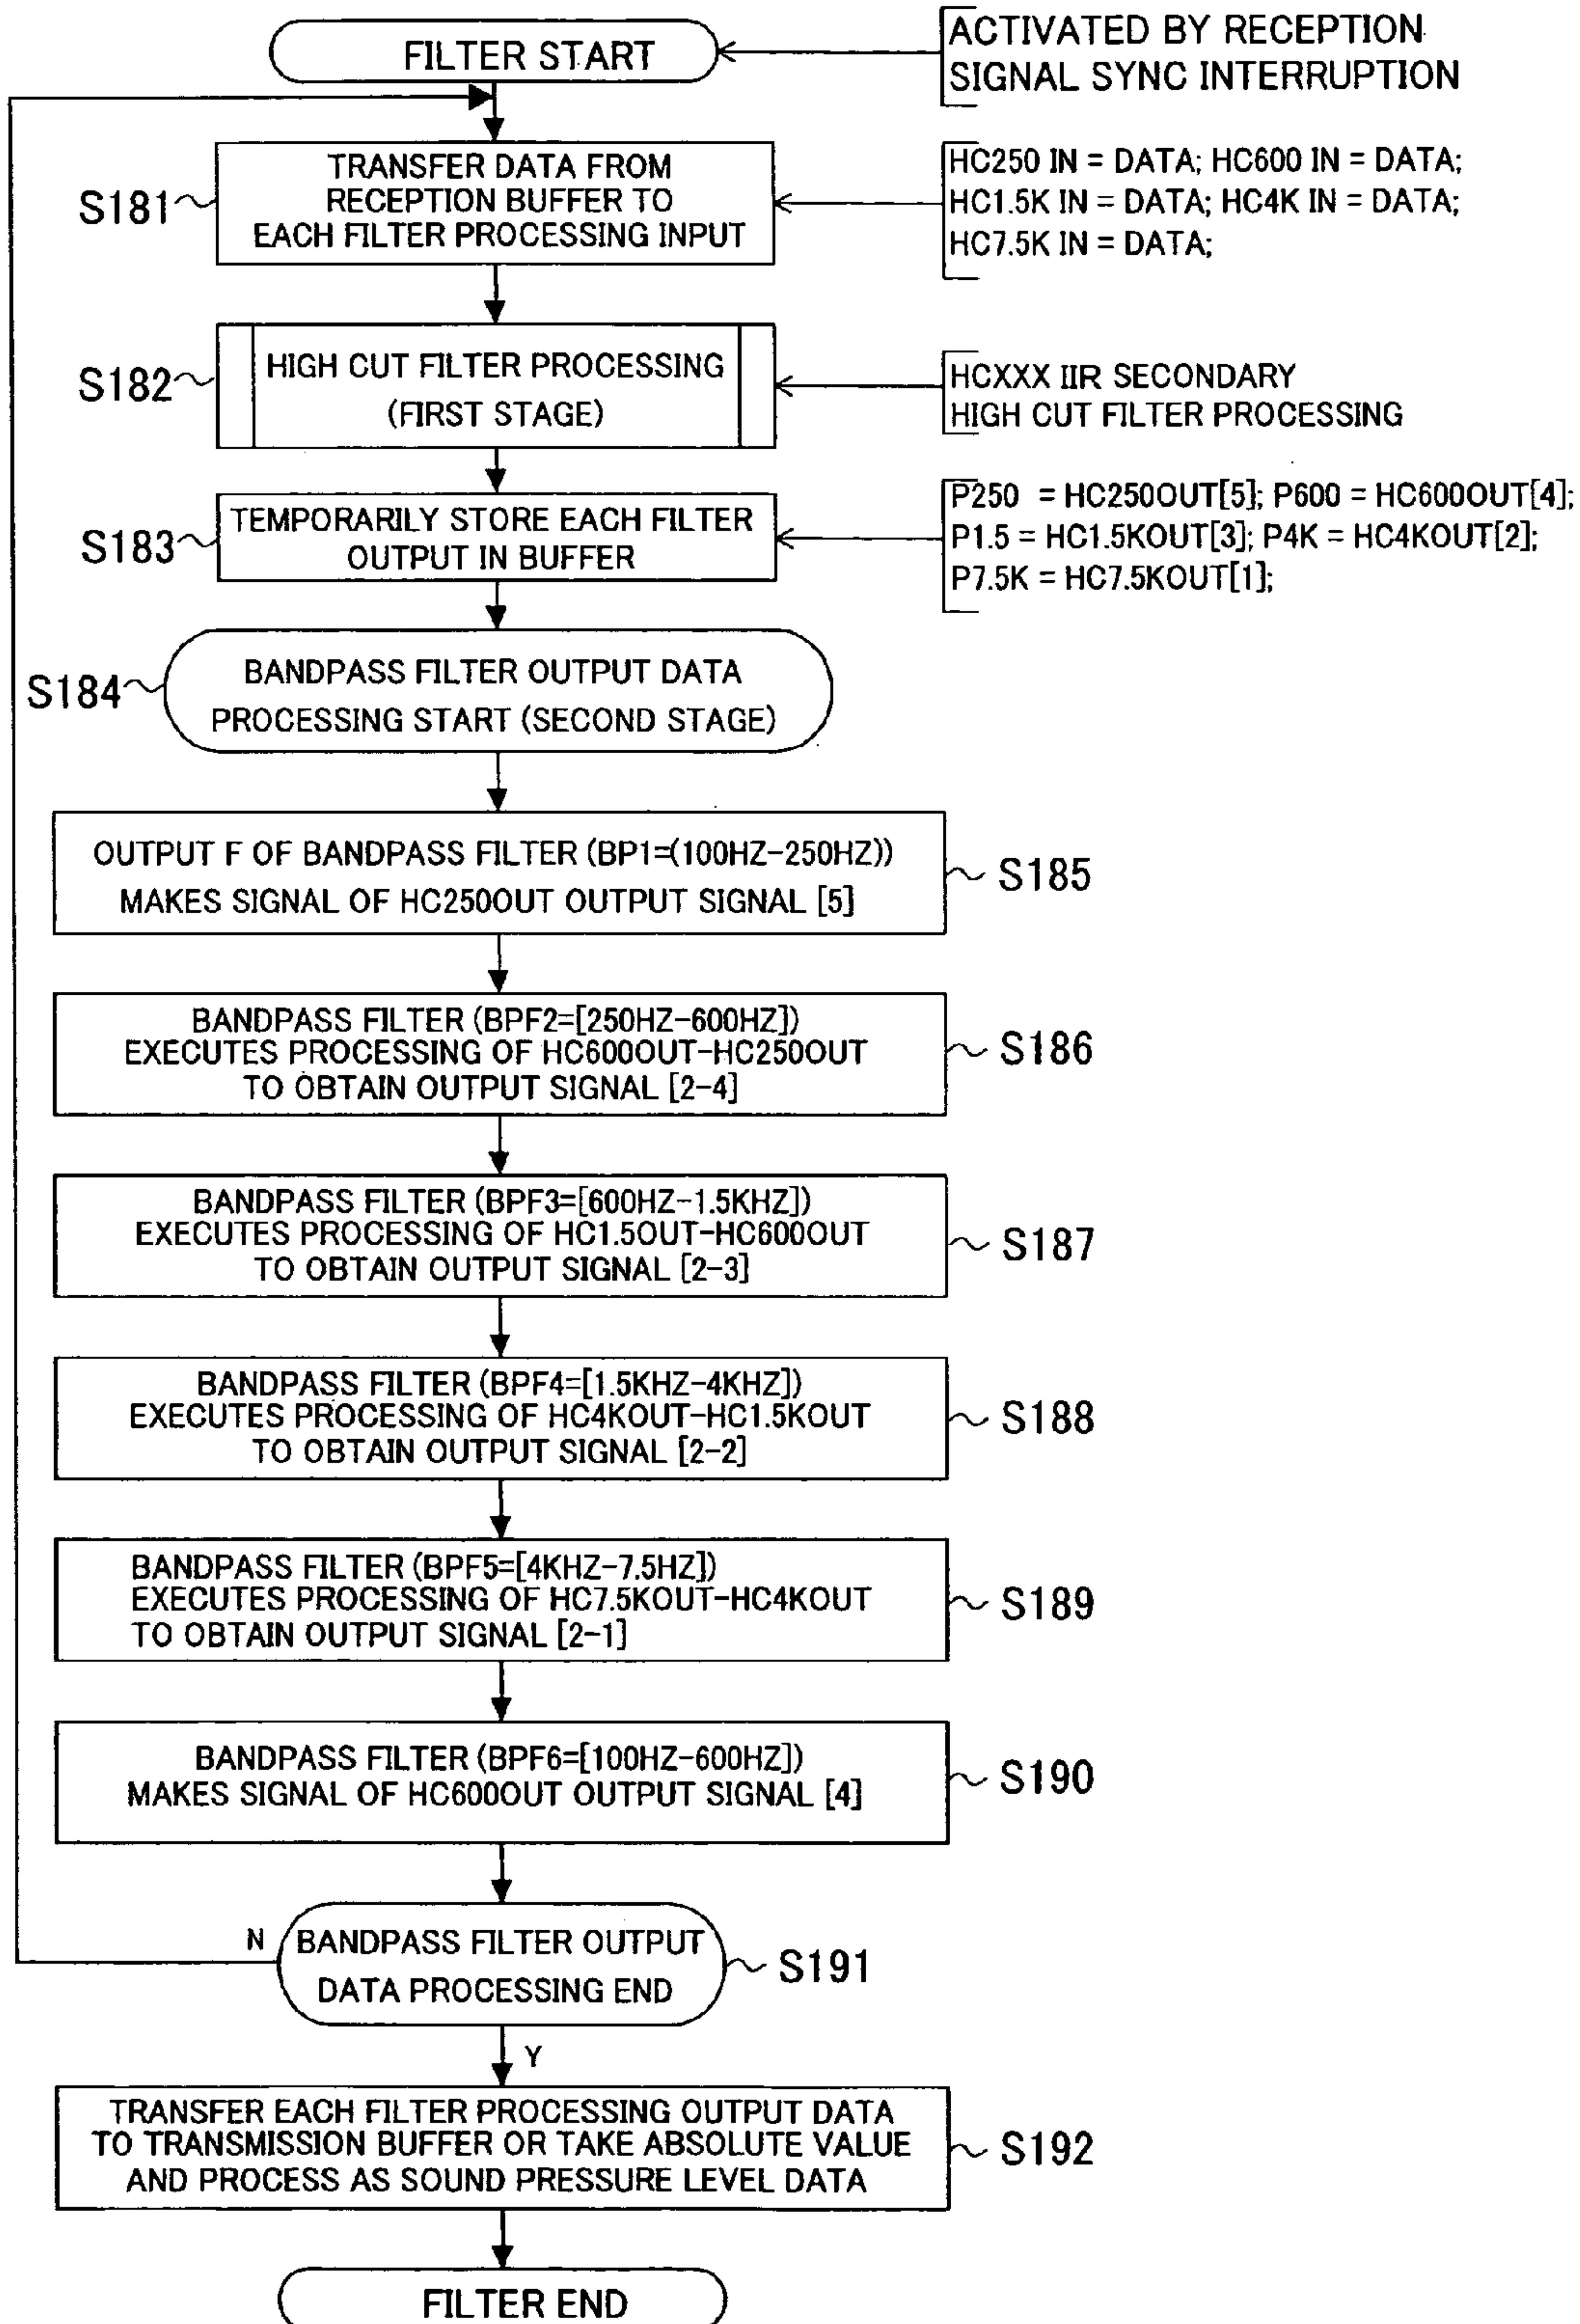 FILTER START
ACTIVATED BY RECEPTION
SIGNAL SYNC INTERRUPTION
S181
TRANSFER DATA FROM
RECEPTION BUFFER TO
EACH FILTER PROCESSING INPUT
HC250 IN = DATA; HC600 IN = DATA;
HC1.5K IN = DATA; HC4K IN = DATA;
HC7.5K IN = DATA;
S182
HIGH CUT FILTER PROCESSING
(FIRST STAGE)
HCXXX IIR SECONDARY
HIGH CUT FILTER PROCESSING
S183
TEMPORARILY STORE EACH FILTER
OUTPUT IN BUFFER
P250 = HC250OUT[5]; P600 = HC600OUT[4];
P1.5 = HC1.5KOUT[3]; P4K = HC4KOUT[2];
P7.5K = HC7.5KOUT[1];
S184
BANDPASS FILTER OUTPUT DATA
PROCESSING START (SECOND STAGE)
OUTPUT F OF BANDPASS FILTER (BP1=(100HZ-250HZ))
MAKES SIGNAL OF HC250OUT OUTPUT SIGNAL [5]
S185
BANDPASS FILTER (BPF2=[250HZ-600HZ])
EXECUTES PROCESSING OF HC600OUT-HC250OUT
TO OBTAIN OUTPUT SIGNAL [2-4]
S186
BANDPASS FILTER (BPF3=[600HZ-1.5KHZ])
EXECUTES PROCESSING OF HC1.5OUT-HC600OUT
TO OBTAIN OUTPUT SIGNAL [2-3]
S187
BANDPASS FILTER (BPF4=[1.5KHZ-4KHZ])
EXECUTES PROCESSING OF HC4KOUT-HC1.5KOUT
TO OBTAIN OUTPUT SIGNAL [2-2]
S188
BANDPASS FILTER (BPF5=[4KHZ-7.5HZ])
EXECUTES PROCESSING OF HC7.5KOUT-HC4KOUT
TO OBTAIN OUTPUT SIGNAL [2-1]
S189
BANDPASS FILTER (BPF6=[100HZ-600HZ])
MAKES SIGNAL OF HC600OUT OUTPUT SIGNAL [4]
S190
N
BANDPASS FILTER OUTPUT
DATA PROCESSING END
S191
Y
TRANSFER EACH FILTER PROCESSING OUTPUT DATA
TO TRANSMISSION BUFFER OR TAKE ABSOLUTE VALUE
AND PROCESS AS SOUND PRESSURE LEVEL DATA
S192
FILTER END